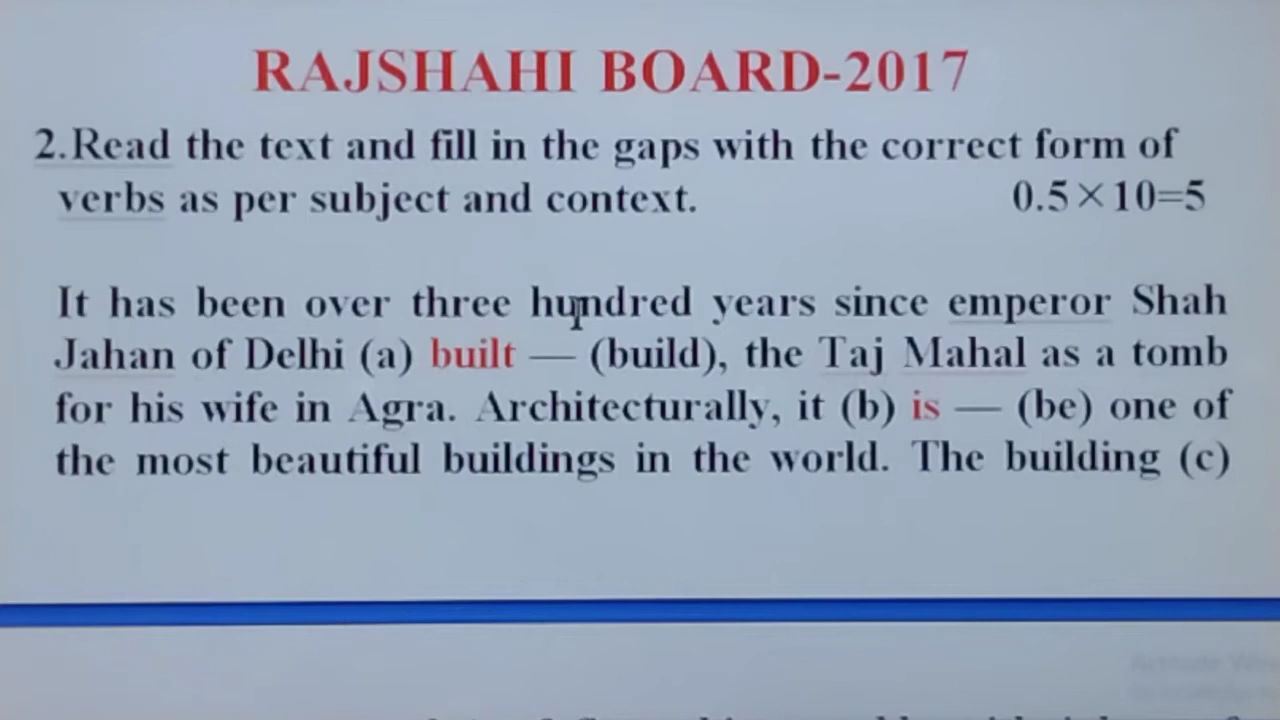 RAJSHAHI BOARD-2017
2.Read the text and fill in the gaps with the correct form of
verbs as per subject and context. 0.5×10=5
It has been over three hundred years since emperor Shah
Jahan of Delhi (a) built — (build), the Taj Mahal as a tomb
for his wife in Agra. Architecturally, it (b) is — (be) one of
the most beautiful buildings in the world. The building (c)